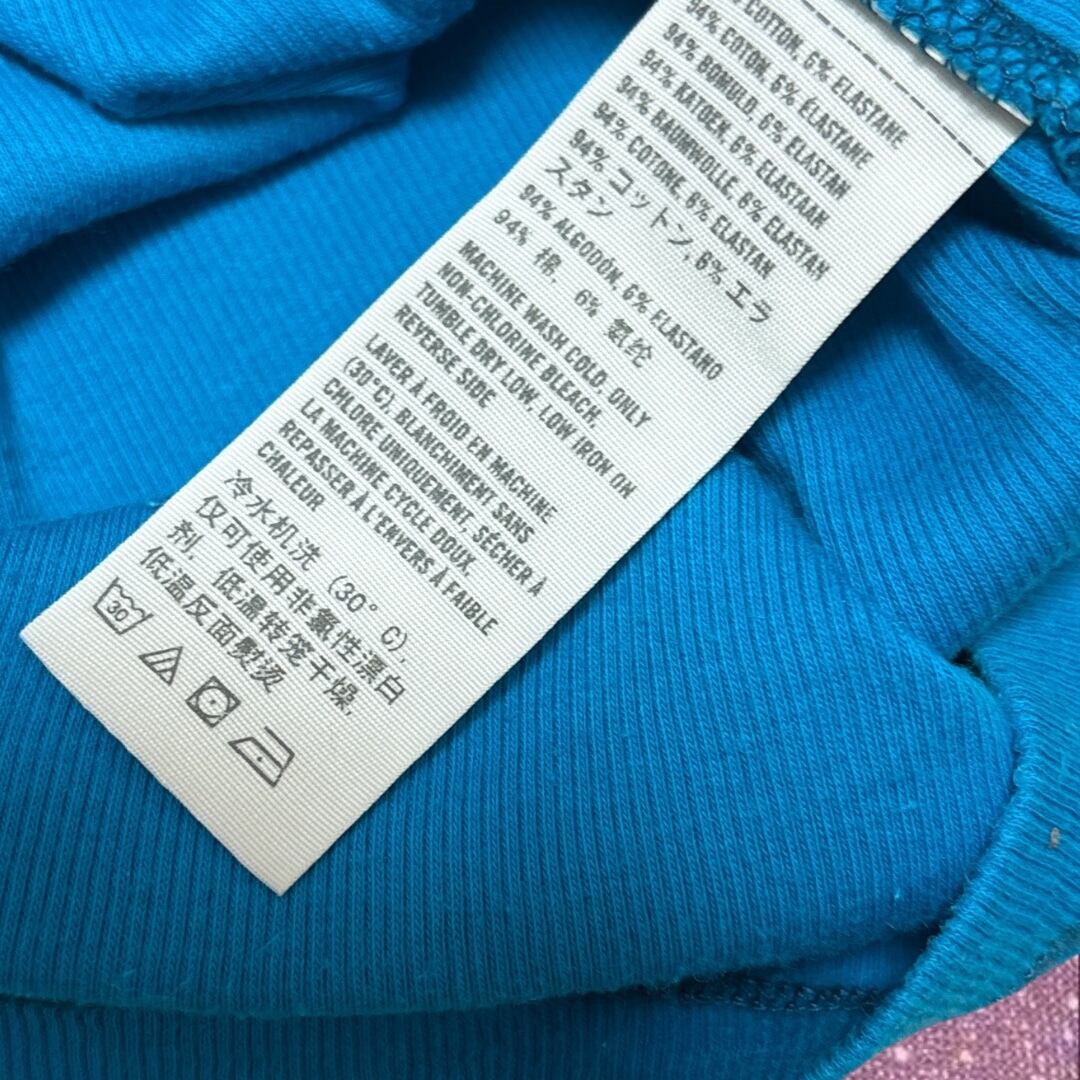 COTTON, 6% ELASTANE
94% COTON, 6% ÉLASTANE
94% BOMULD, 6% ELASTAN
94% KATOEN, 6% ELASTAAN
94% BAUMWOLLE, 6% ELASTAN
94% COTONE, 6% ELASTAN
94% コットン, 6% エラ
スタン
94% ALGODÓN, 6% ELASTANO
94% 棉, 6% 氨纶
MACHINE WASH COLD. ONLY
NON-CHLORINE BLEACH,
TUMBLE DRY LOW, LOW IRON ON
REVERSE SIDE
LAVER À FROID EN MACHINE
(30°C), BLANCHIMENT SANS
CHLORE UNIQUEMENT, SÉCHER À
LA MACHINE CYCLE DOUX,
REPASSER À L'ENVERS À FAIBLE
CHALEUR
冷水机洗 (30° C),
仅可使用非氯性漂白
剂, 低温转笼干燥,
低温反面熨烫
30